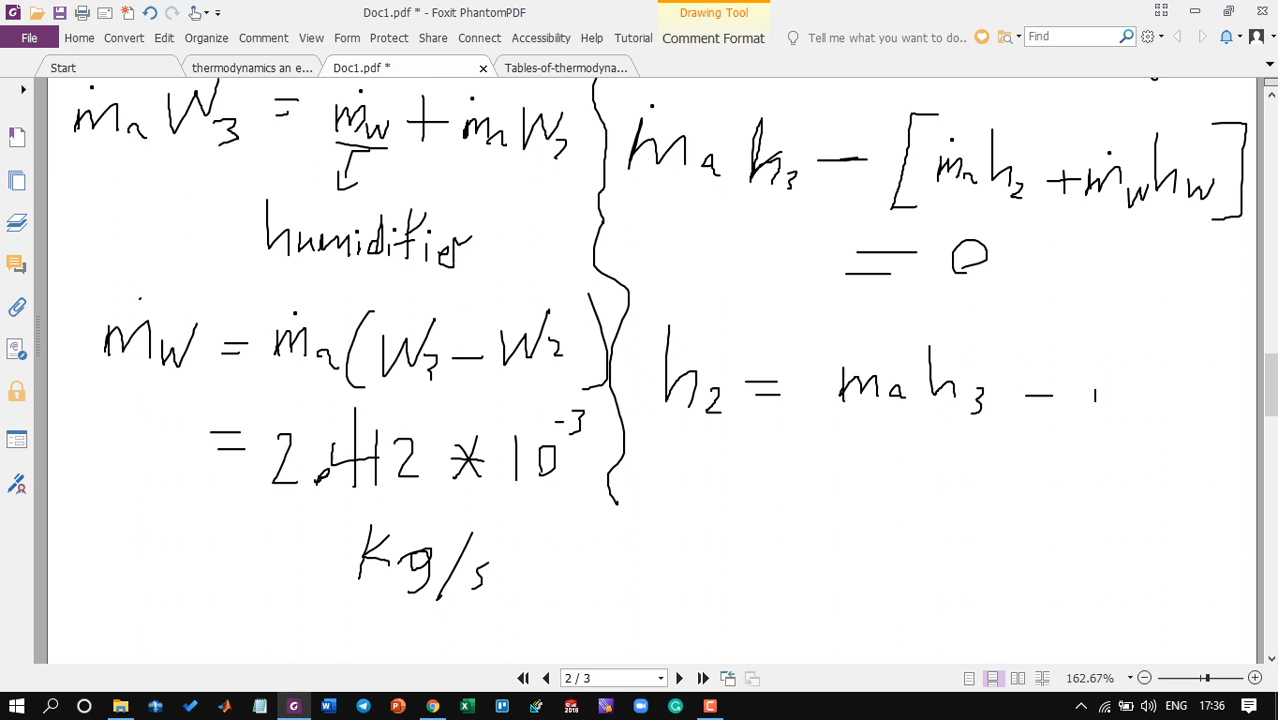 Doc1.pdf * - Foxit PhantomPDF
Drawing Tool
File Home Convert Edit Organize Comment View Form Protect Share Connect Accessibility Help Tutorial Comment Format Tell me what you want to do.. Find
Start thermodynamics an e... Doc1.pdf * Tables-of-thermodyna...
ṁa W3 = ṁw + ṁa W2
humidifier
ṁw = ṁa (W3 - W2)
= 2.412 * 10^-3
Kg/s
ṁa h3 - [ṁa h2 + ṁw hw]
= 0
h2 = ma h3 -
2 / 3 162.67%
ENG 17:36